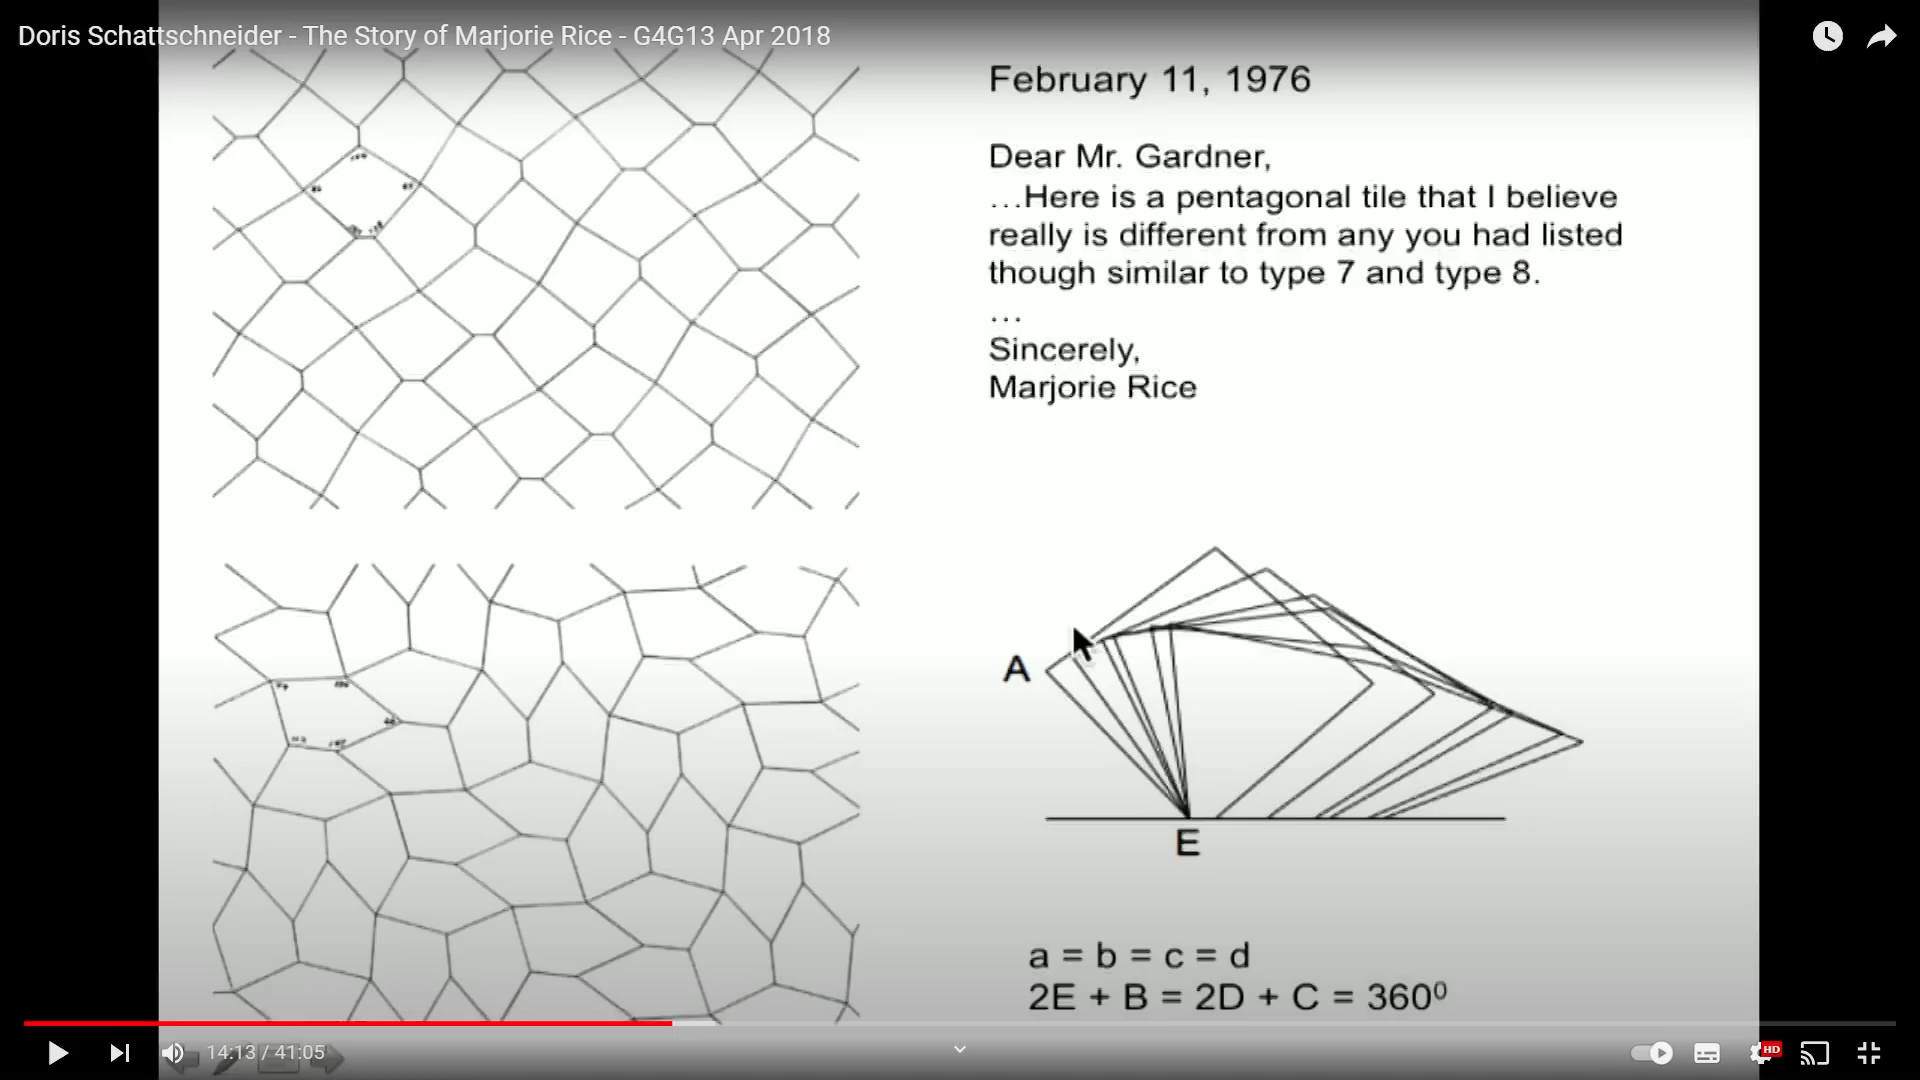 Doris Schattschneider - The Story of Marjorie Rice - G4G13 Apr 2018
February 11, 1976
Dear Mr. Gardner,
...Here is a pentagonal tile that I believe
really is different from any you had listed
though similar to type 7 and type 8.
...
Sincerely,
Marjorie Rice
A
E
a = b = c = d
2E + B = 2D + C = 360⁰
14:13 / 41:05
HD